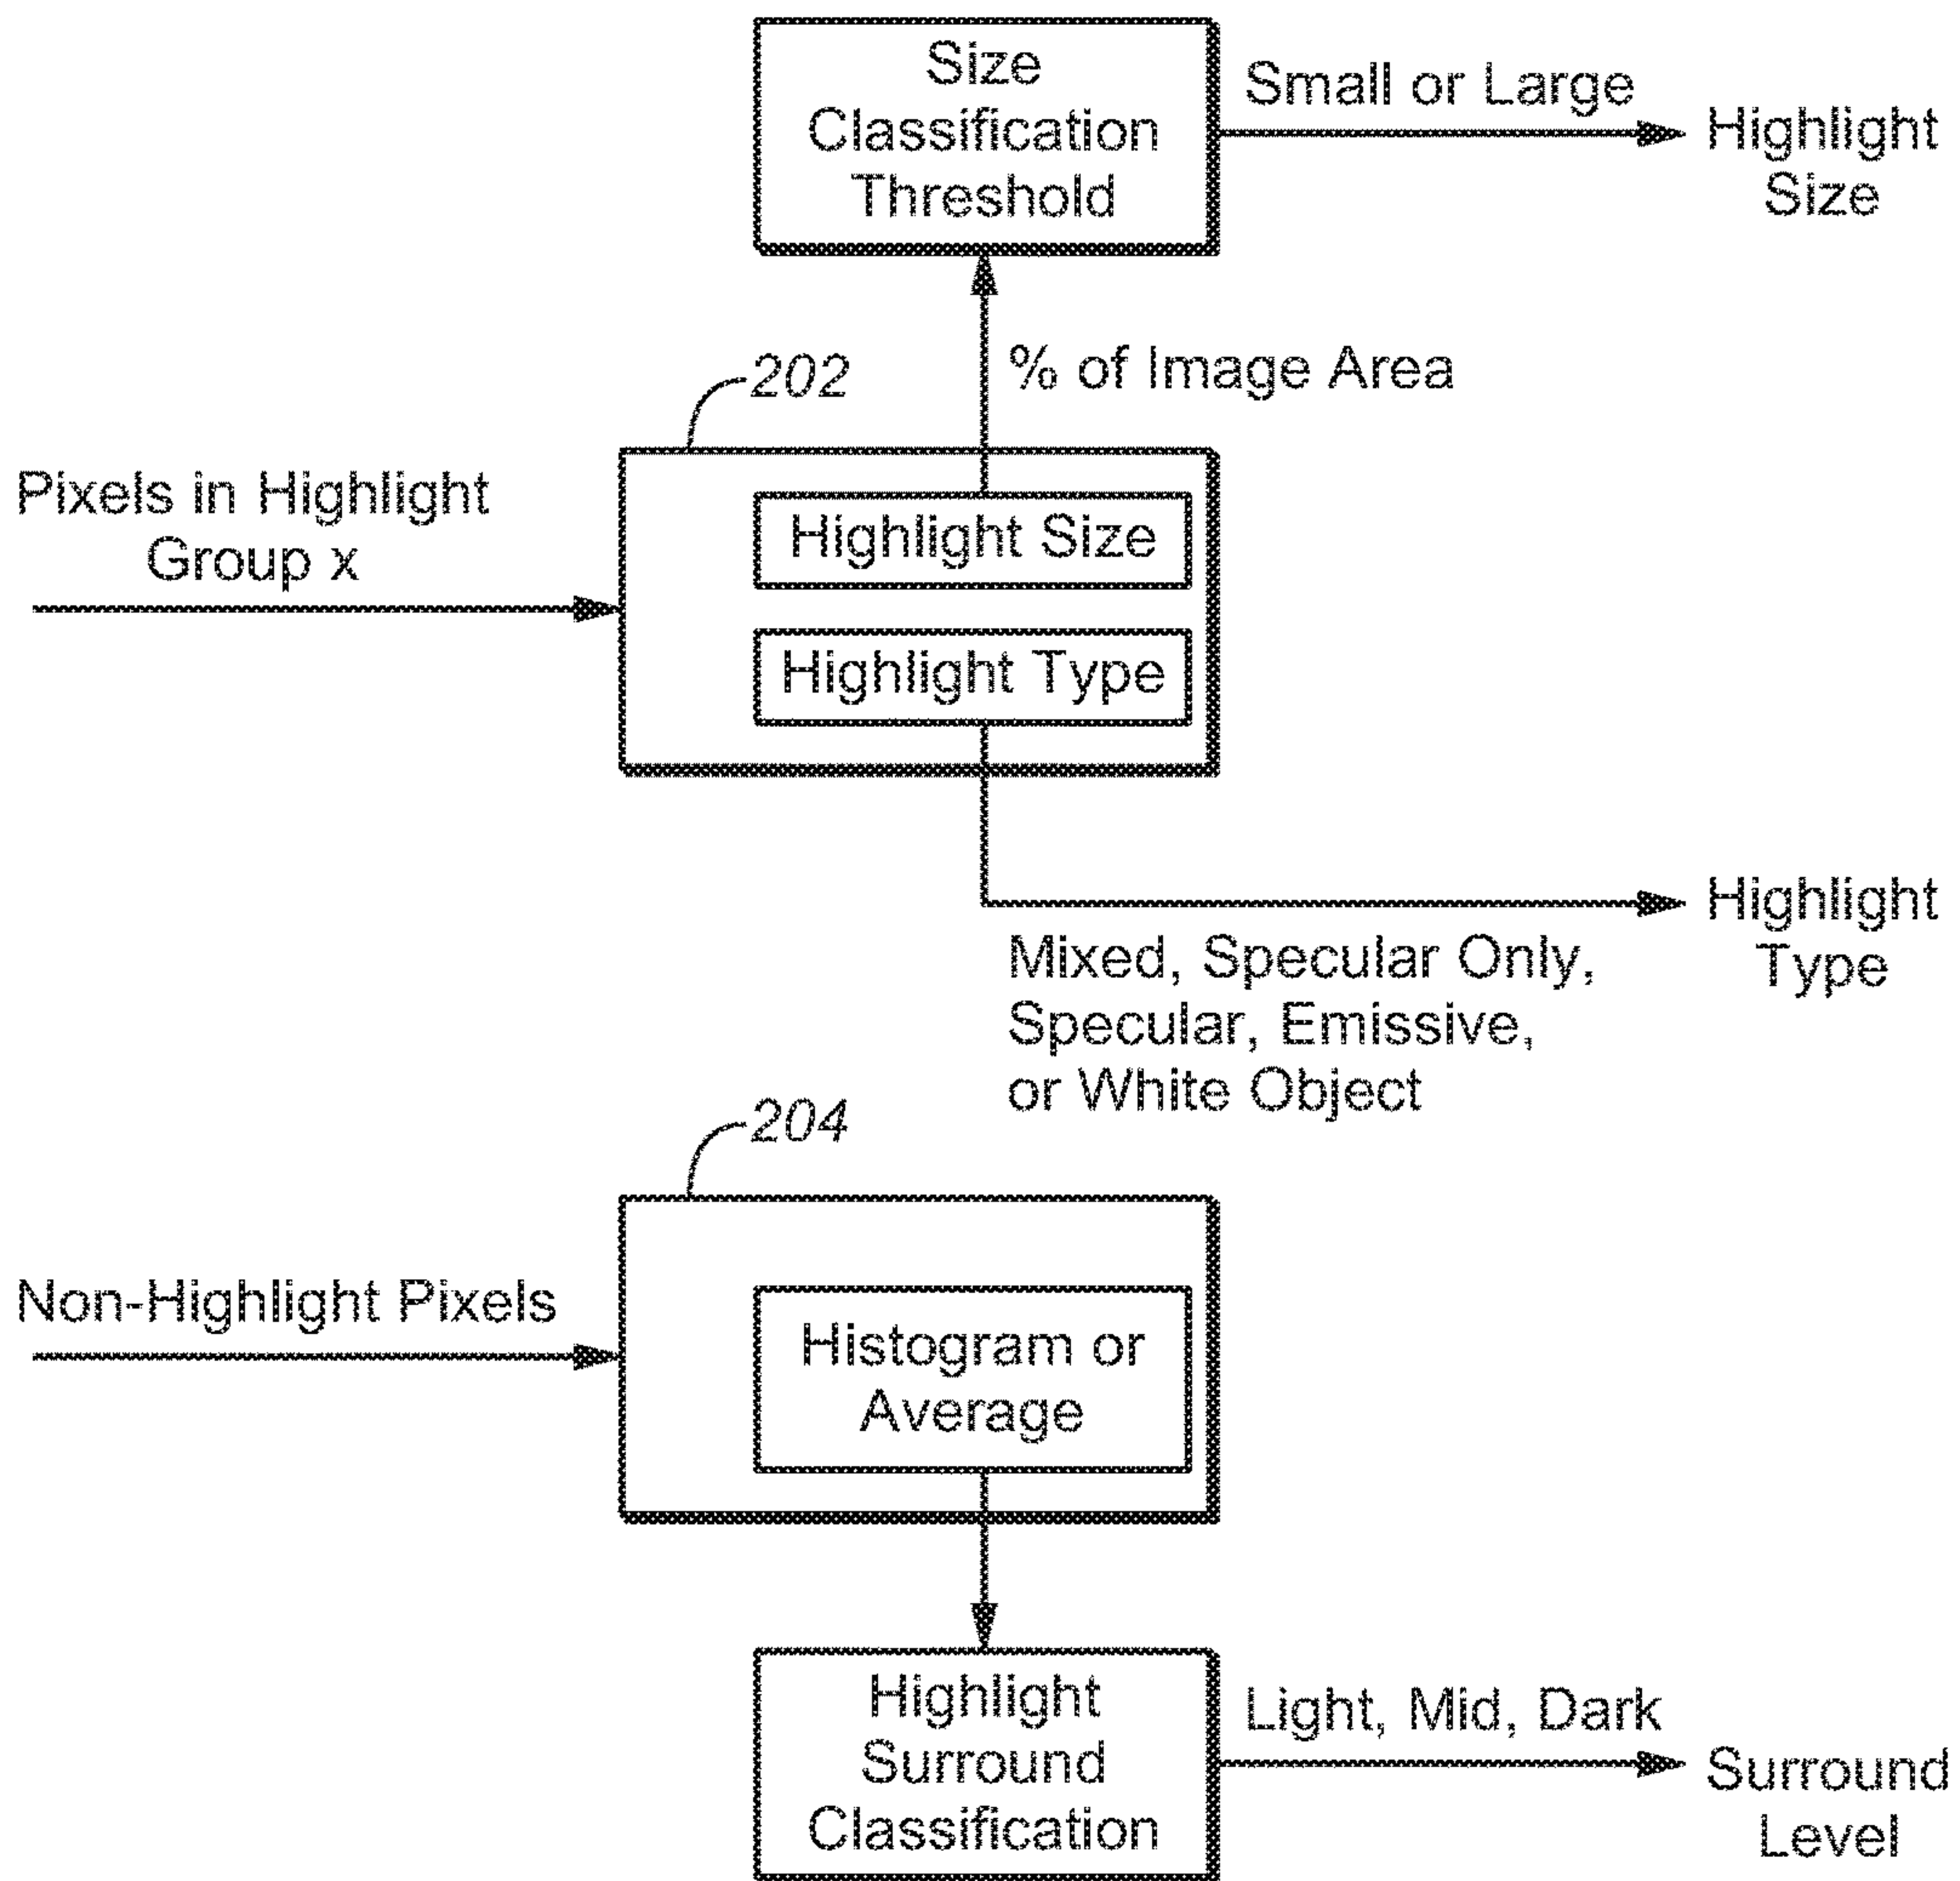 Size
Classification
Threshold
Small or Large
Highlight
Size
202
% of Image Area
Pixels in Highlight
Group x
Highlight Size
Highlight Type
Highlight
Type
Mixed, Specular Only,
Specular, Emissive,
or White Object
204
Non-Highlight Pixels
Histogram or
Average
Highlight
Surround
Classification
Light, Mid, Dark
Surround
Level